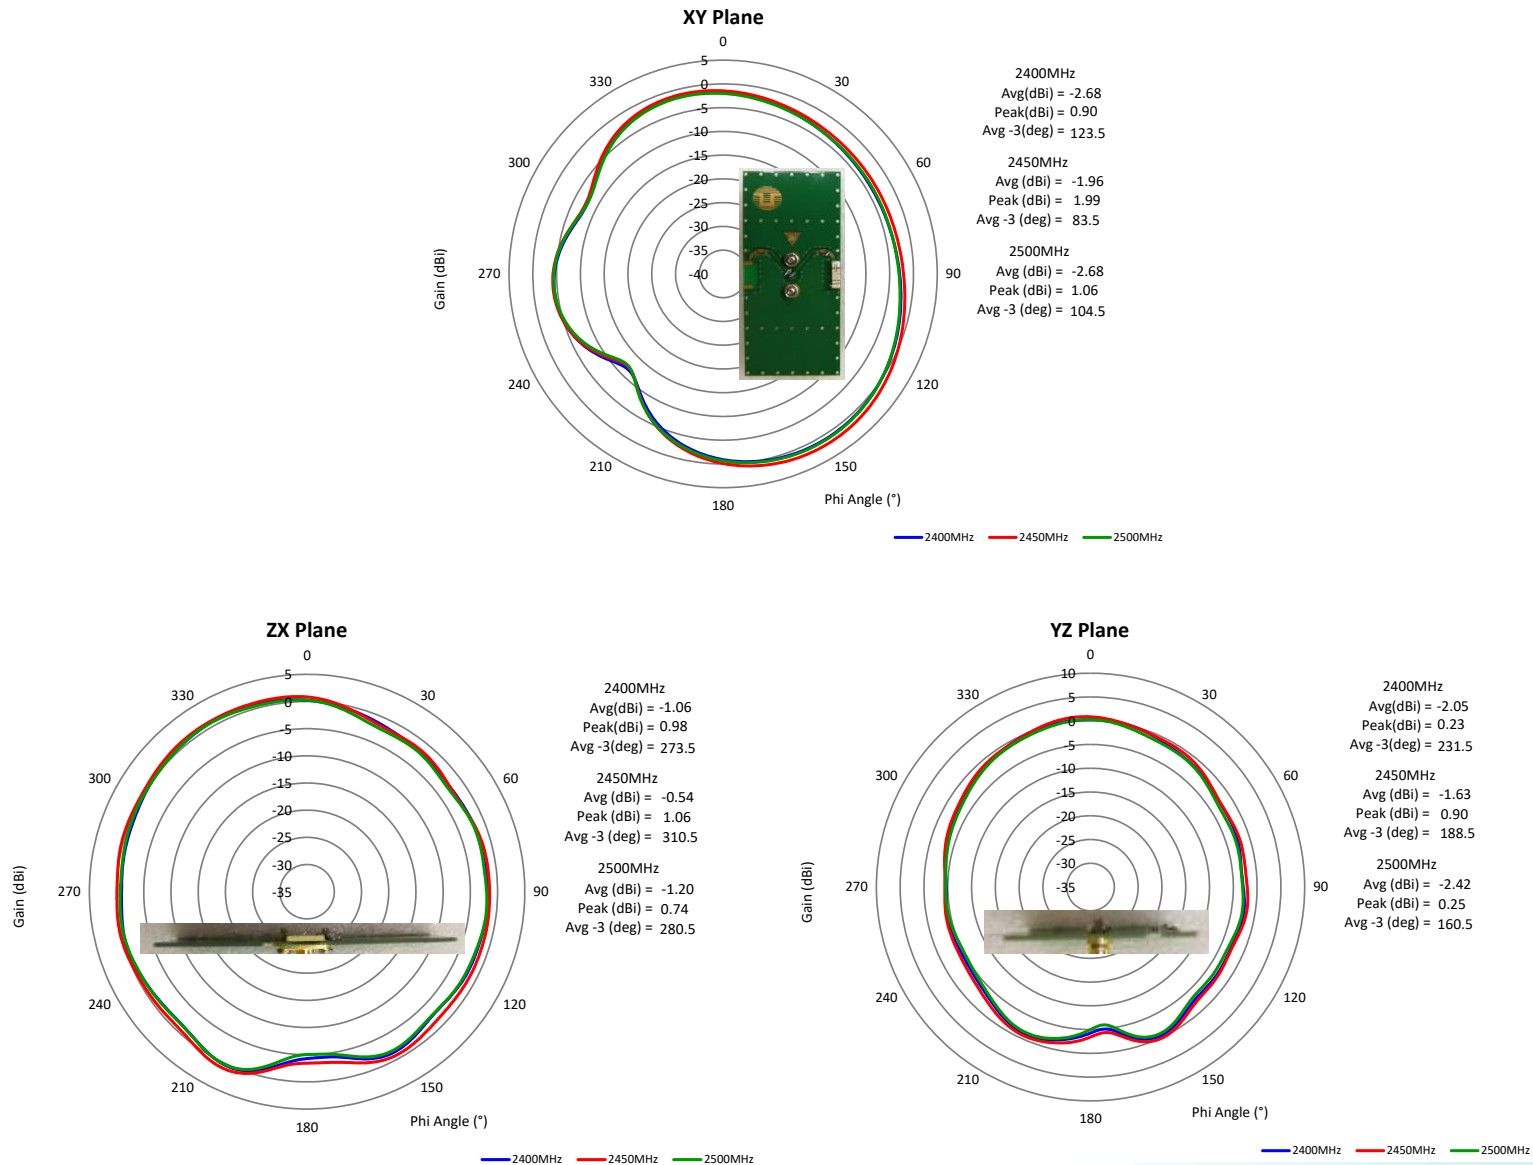 XY Plane
0
30
60
90
120
150
180
210
240
270
300
330
5
0
-5
-10
-15
-20
-25
-30
-35
-40
Gain (dBi)
Phi Angle (°)
2400MHz
Avg(dBi) = -2.68
Peak(dBi) = 0.90
Avg -3(deg) = 123.5
2450MHz
Avg (dBi) = -1.96
Peak (dBi) = 1.99
Avg -3 (deg) = 83.5
2500MHz
Avg (dBi) = -2.68
Peak (dBi) = 1.06
Avg -3 (deg) = 104.5
2400MHz 2450MHz 2500MHz
ZX Plane
0
30
60
90
120
150
180
210
240
270
300
330
5
0
-5
-10
-15
-20
-25
-30
-35
Gain (dBi)
Phi Angle (°)
2400MHz
Avg(dBi) = -1.06
Peak(dBi) = 0.98
Avg -3(deg) = 273.5
2450MHz
Avg (dBi) = -0.54
Peak (dBi) = 1.06
Avg -3 (deg) = 310.5
2500MHz
Avg (dBi) = -1.20
Peak (dBi) = 0.74
Avg -3 (deg) = 280.5
2400MHz 2450MHz 2500MHz
YZ Plane
0
30
60
90
120
150
180
210
240
270
300
330
10
5
0
-5
-10
-15
-20
-25
-30
-35
Gain (dBi)
Phi Angle (°)
2400MHz
Avg(dBi) = -2.05
Peak(dBi) = 0.23
Avg -3(deg) = 231.5
2450MHz
Avg (dBi) = -1.63
Peak (dBi) = 0.90
Avg -3 (deg) = 188.5
2500MHz
Avg (dBi) = -2.42
Peak (dBi) = 0.25
Avg -3 (deg) = 160.5
2400MHz 2450MHz 2500MHz